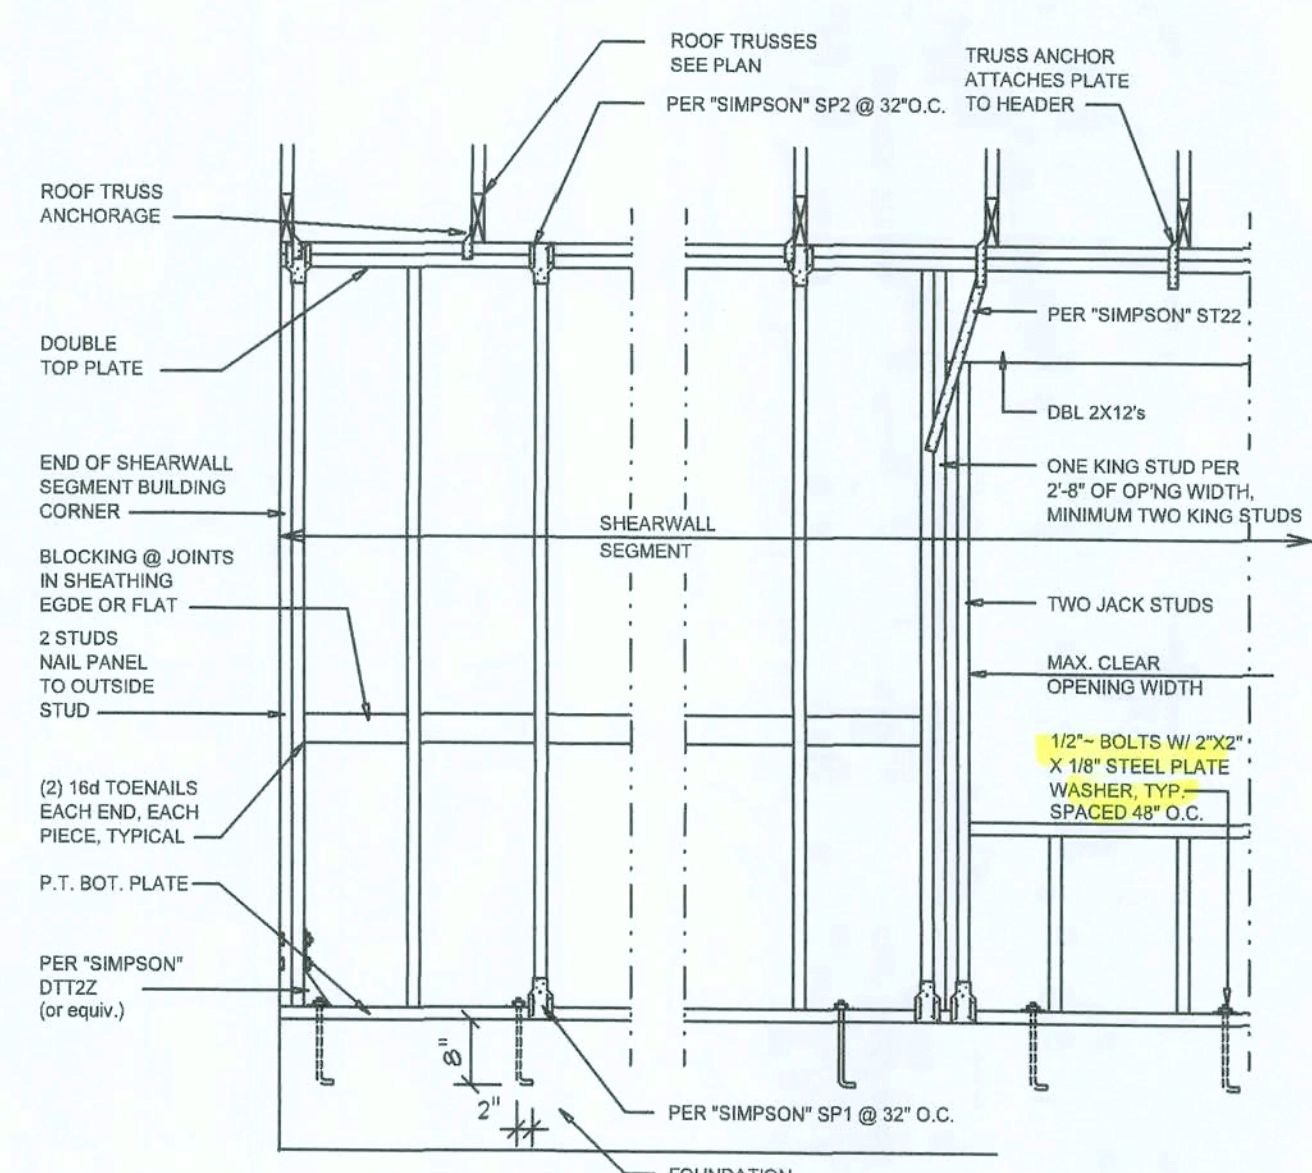 ROOF TRUSSES
SEE PLAN
PER "SIMPSON" SP2 @ 32"O.C.
TRUSS ANCHOR
ATTACHES PLATE
TO HEADER
ROOF TRUSS
ANCHORAGE
DOUBLE
TOP PLATE
PER "SIMPSON" ST22
DBL 2X12's
END OF SHEARWALL
SEGMENT BUILDING
CORNER
ONE KING STUD PER
2'-8" OF OP'NG WIDTH,
MINIMUM TWO KING STUDS
SHEARWALL
SEGMENT
BLOCKING @ JOINTS
IN SHEATHING
EGDE OR FLAT
TWO JACK STUDS
2 STUDS
NAIL PANEL
TO OUTSIDE
STUD
MAX. CLEAR
OPENING WIDTH
1/2"~ BOLTS W/ 2"X2"
X 1/8" STEEL PLATE
WASHER, TYP.
SPACED 48" O.C.
(2) 16d TOENAILS
EACH END, EACH
PIECE, TYPICAL
P.T. BOT. PLATE
PER "SIMPSON"
DTT2Z
(or equiv.)
8"
2"
PER "SIMPSON" SP1 @ 32" O.C.
FOUNDATION